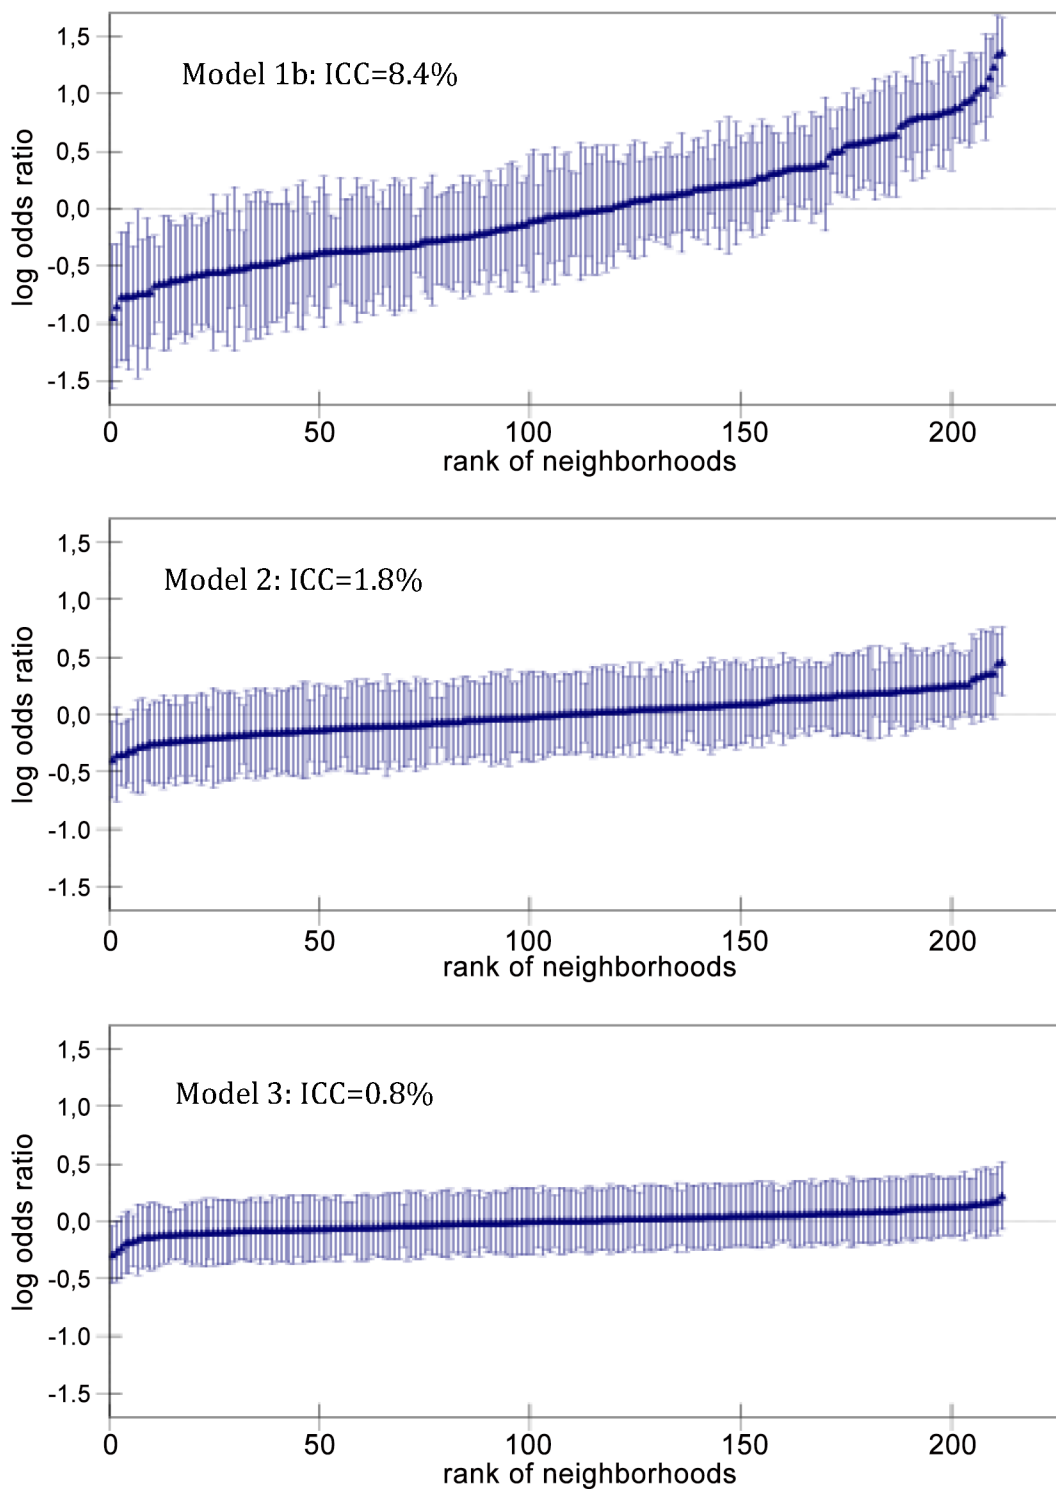 1,5
Model 1b: ICC=8.4%
1,0
0.5
0.0
-0.5
-1.0
-1.5
log odds ratio
0 50 100 150 200
rank of neighborhoods
1,5
Model 2: ICC=1.8%
1,0
0,5
0,0
-0.5
-1.0
-1.5
log odds ratio
0 50 100 150 200
rank of neighborhoods
1,5
Model 3: ICC=0.8%
1,0
0,5
0,0
-0,5
-1.0
-1.5
log odds ratio
0 50 100 150 200
rank of neighborhoods